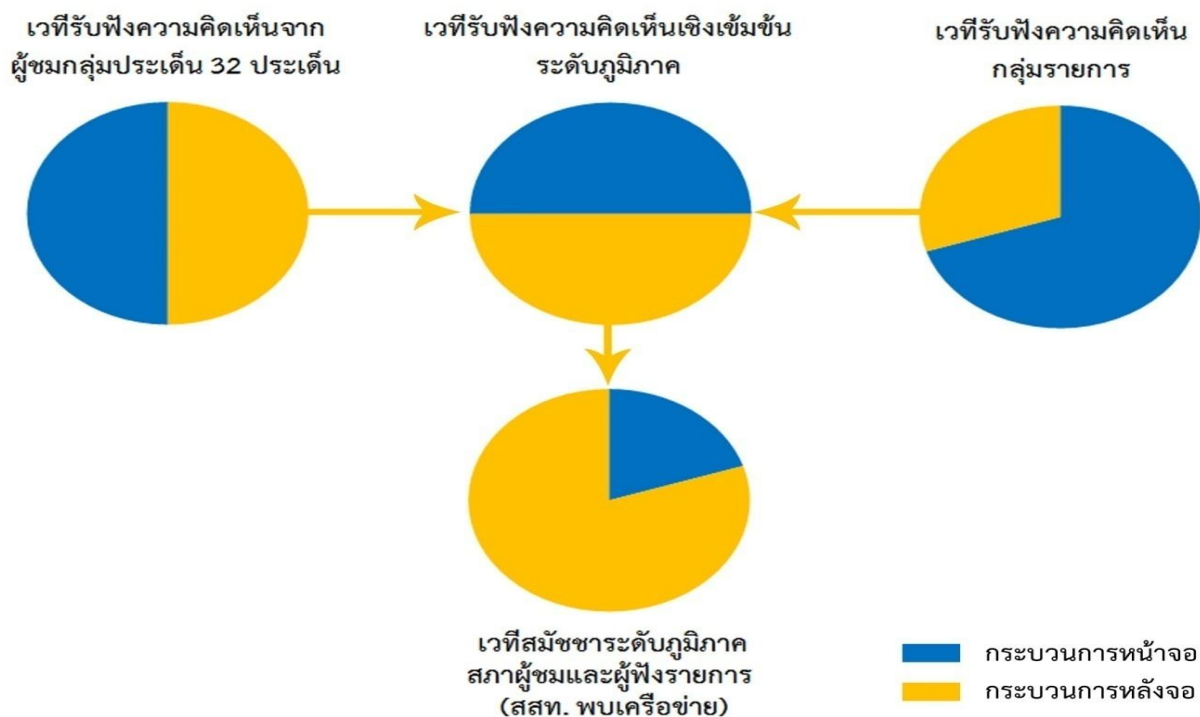 เวทีรับฟังความคิดเห็นจาก
ผู้ชมกลุ่มประเด็น 32 ประเด็น
เวทีรับฟังความคิดเห็นเชิงเข้มข้น
ระดับภูมิภาค
เวทีรับฟังความคิดเห็น
กลุ่มรายการ
เวทีสมัชชาระดับภูมิภาค
สภาผู้ชมและผู้ฟังรายการ
(สสท. พบเครือข่าย)
กระบวนการหน้าจอ
กระบวนการหลังจอ